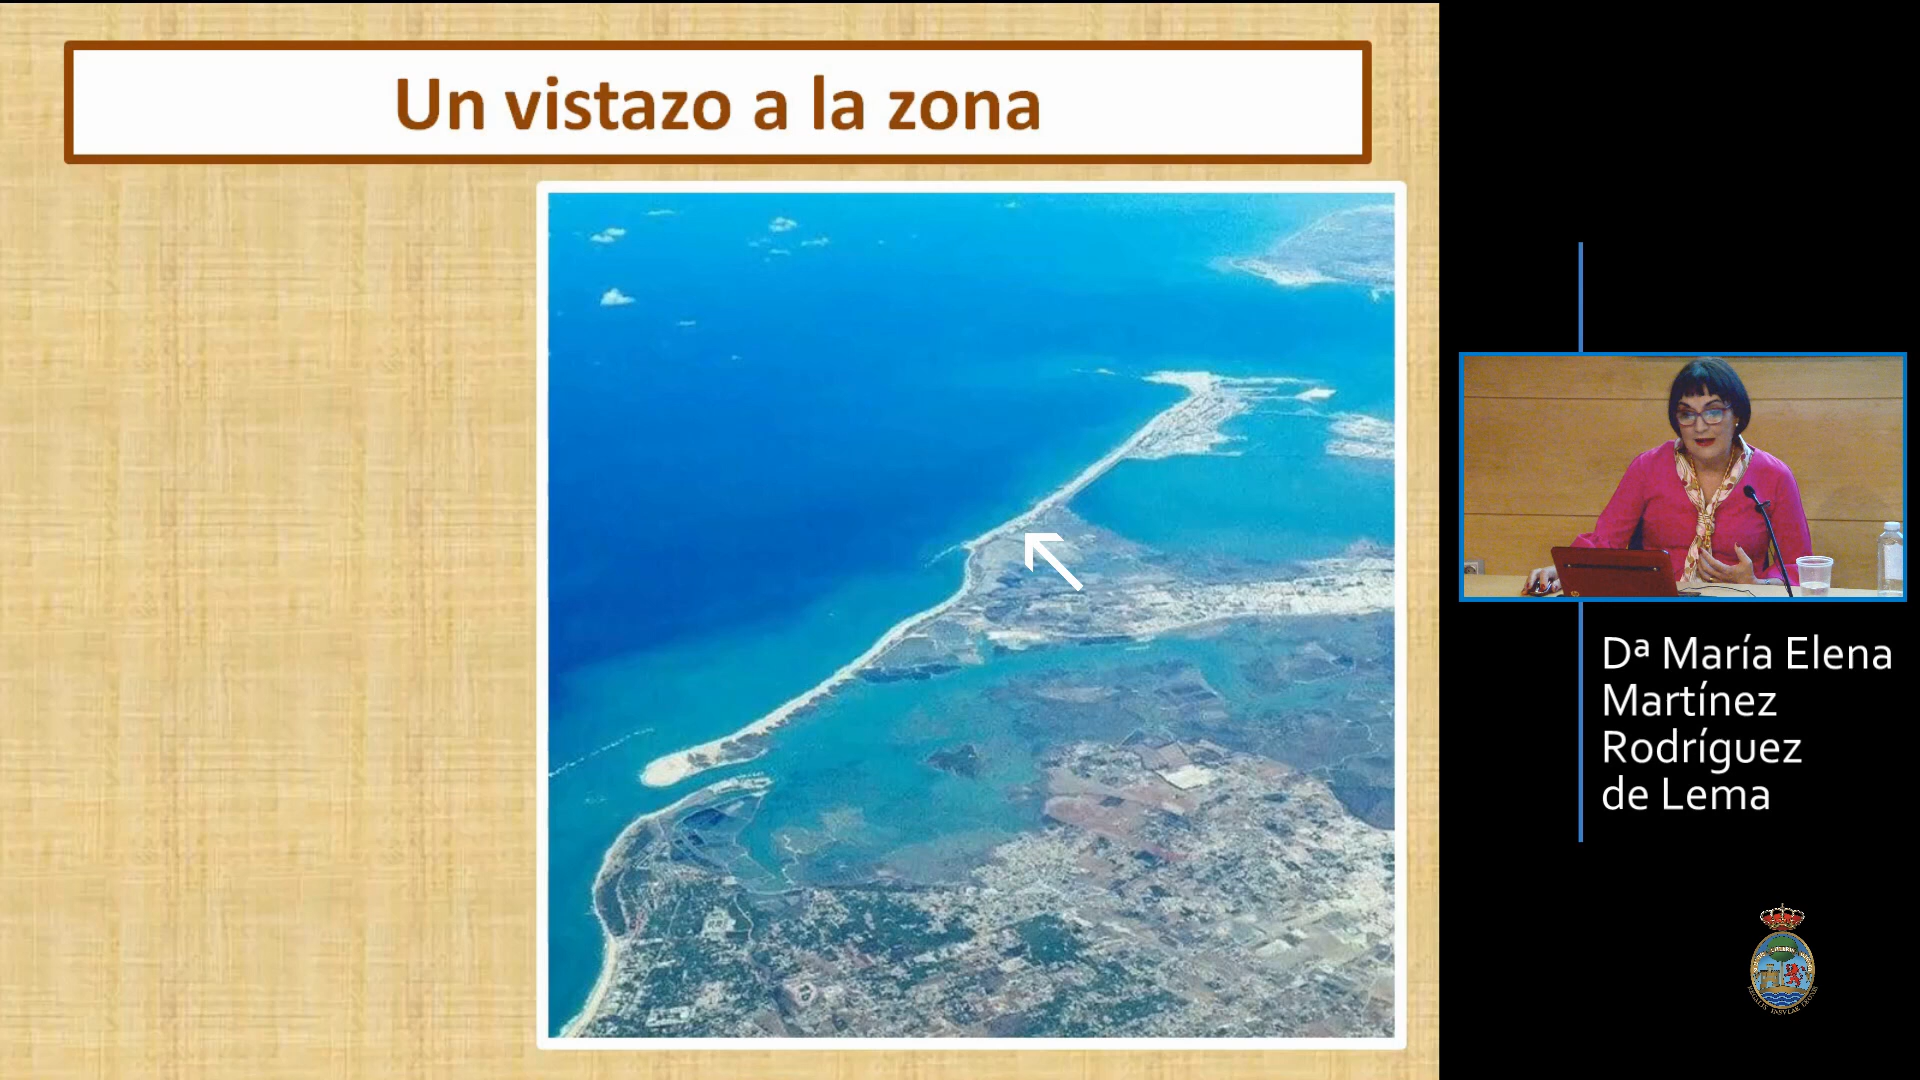 Un vistazo a la zona
Dª María Elena
Martínez
Rodríguez
de Lema